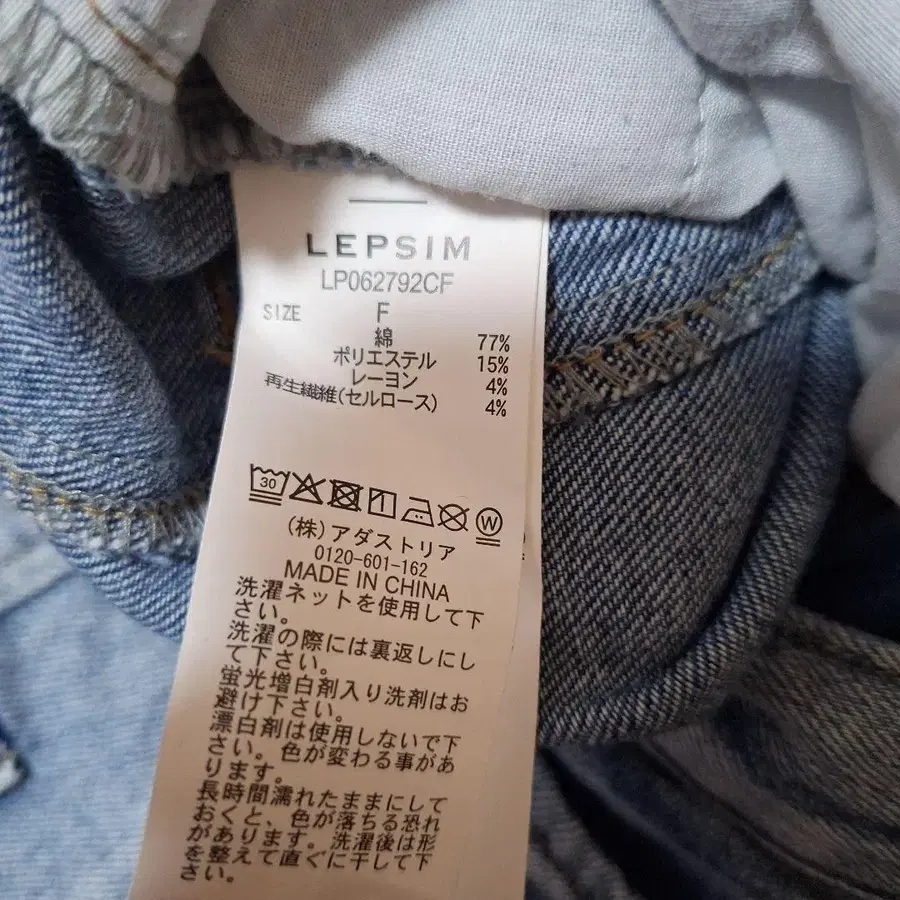 LEPSIM
LP062792CF
SIZE F
綿 77%
ポリエステル 15%
レーヨン 4%
再生繊維(セルロース) 4%
30
W
(株)アダストリア
0120-601-162
MADE IN CHINA
洗濯ネットを使用して下
さい。
洗濯の際には裏返しにし
て下さい。
蛍光増白剤入り洗剤はお
避け下さい。
漂白剤は使用しないで下
さい。色が変わる事があ
ります。
長時間濡れたままにして
おくと、色が落ちる恐れ
があります。洗濯後は形
を整えて直ぐに干して下
さい。